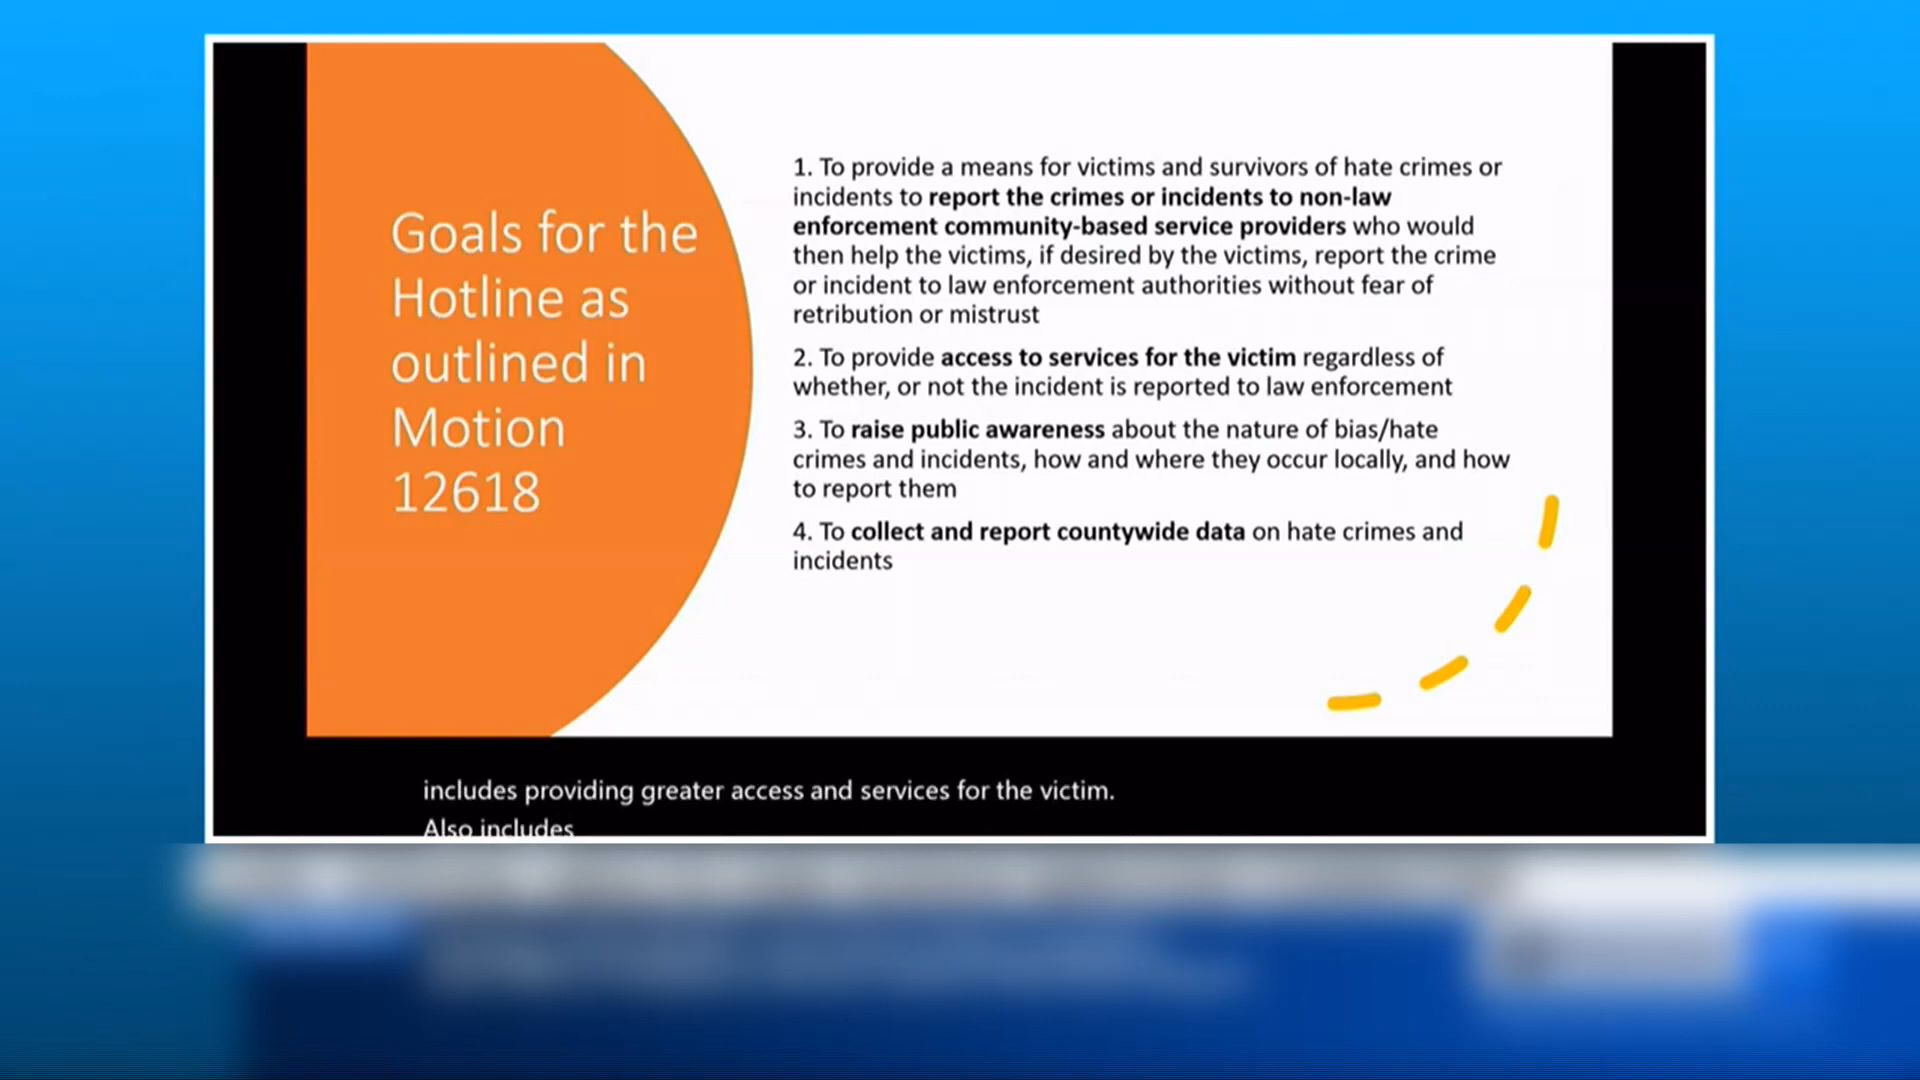 Goals for the
Hotline as
outlined in
Motion
12618
1. To provide a means for victims and survivors of hate crimes or
incidents to report the crimes or incidents to non-law
enforcement community-based service providers who would
then help the victims, if desired by the victims, report the crime
or incident to law enforcement authorities without fear of
retribution or mistrust
2. To provide access to services for the victim regardless of
whether, or not the incident is reported to law enforcement
3. To raise public awareness about the nature of bias/hate
crimes and incidents, how and where they occur locally, and how
to report them
4. To collect and report countywide data on hate crimes and
incidents
includes providing greater access and services for the victim.
Also includes